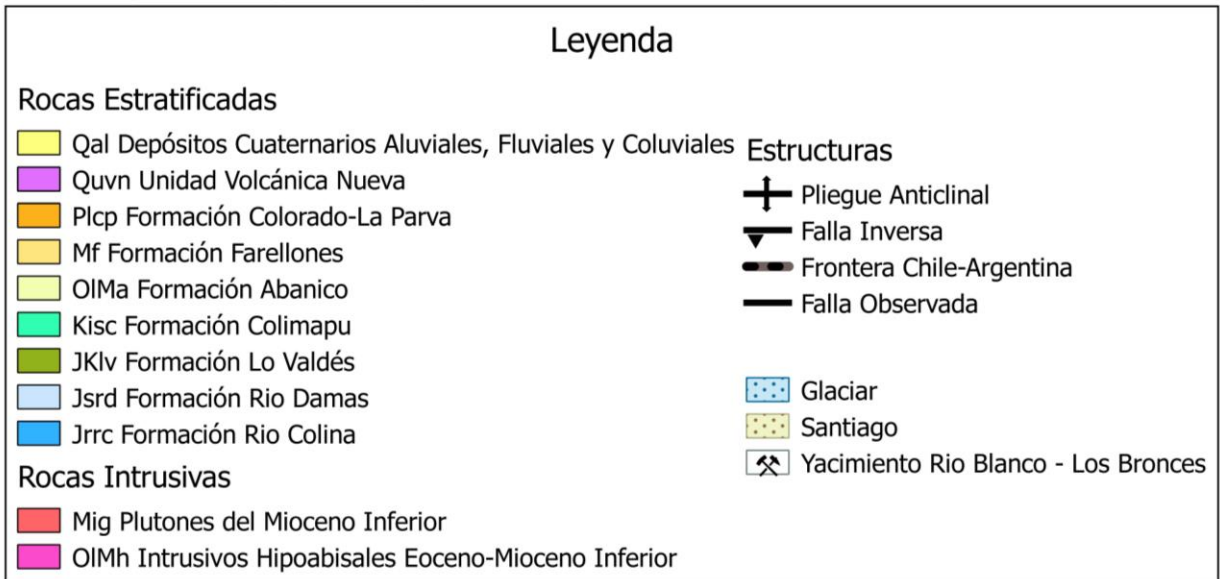 Leyenda
Rocas Estratificadas
Qal Depósitos Cuaternarios Aluviales, Fluviales y Coluviales
Quvn Unidad Volcánica Nueva
Plcp Formación Colorado-La Parva
Mf Formación Farellones
OlMa Formación Abanico
Kisc Formación Colimapu
JKlv Formación Lo Valdés
Jsrd Formación Rio Damas
Jrrc Formación Rio Colina
Rocas Intrusivas
Mig Plutones del Mioceno Inferior
OlMh Intrusivos Hipoabisales Eoceno-Mioceno Inferior
Estructuras
Pliegue Anticlinal
Falla Inversa
Frontera Chile-Argentina
Falla Observada
Glaciar
Santiago
Yacimiento Rio Blanco - Los Bronces